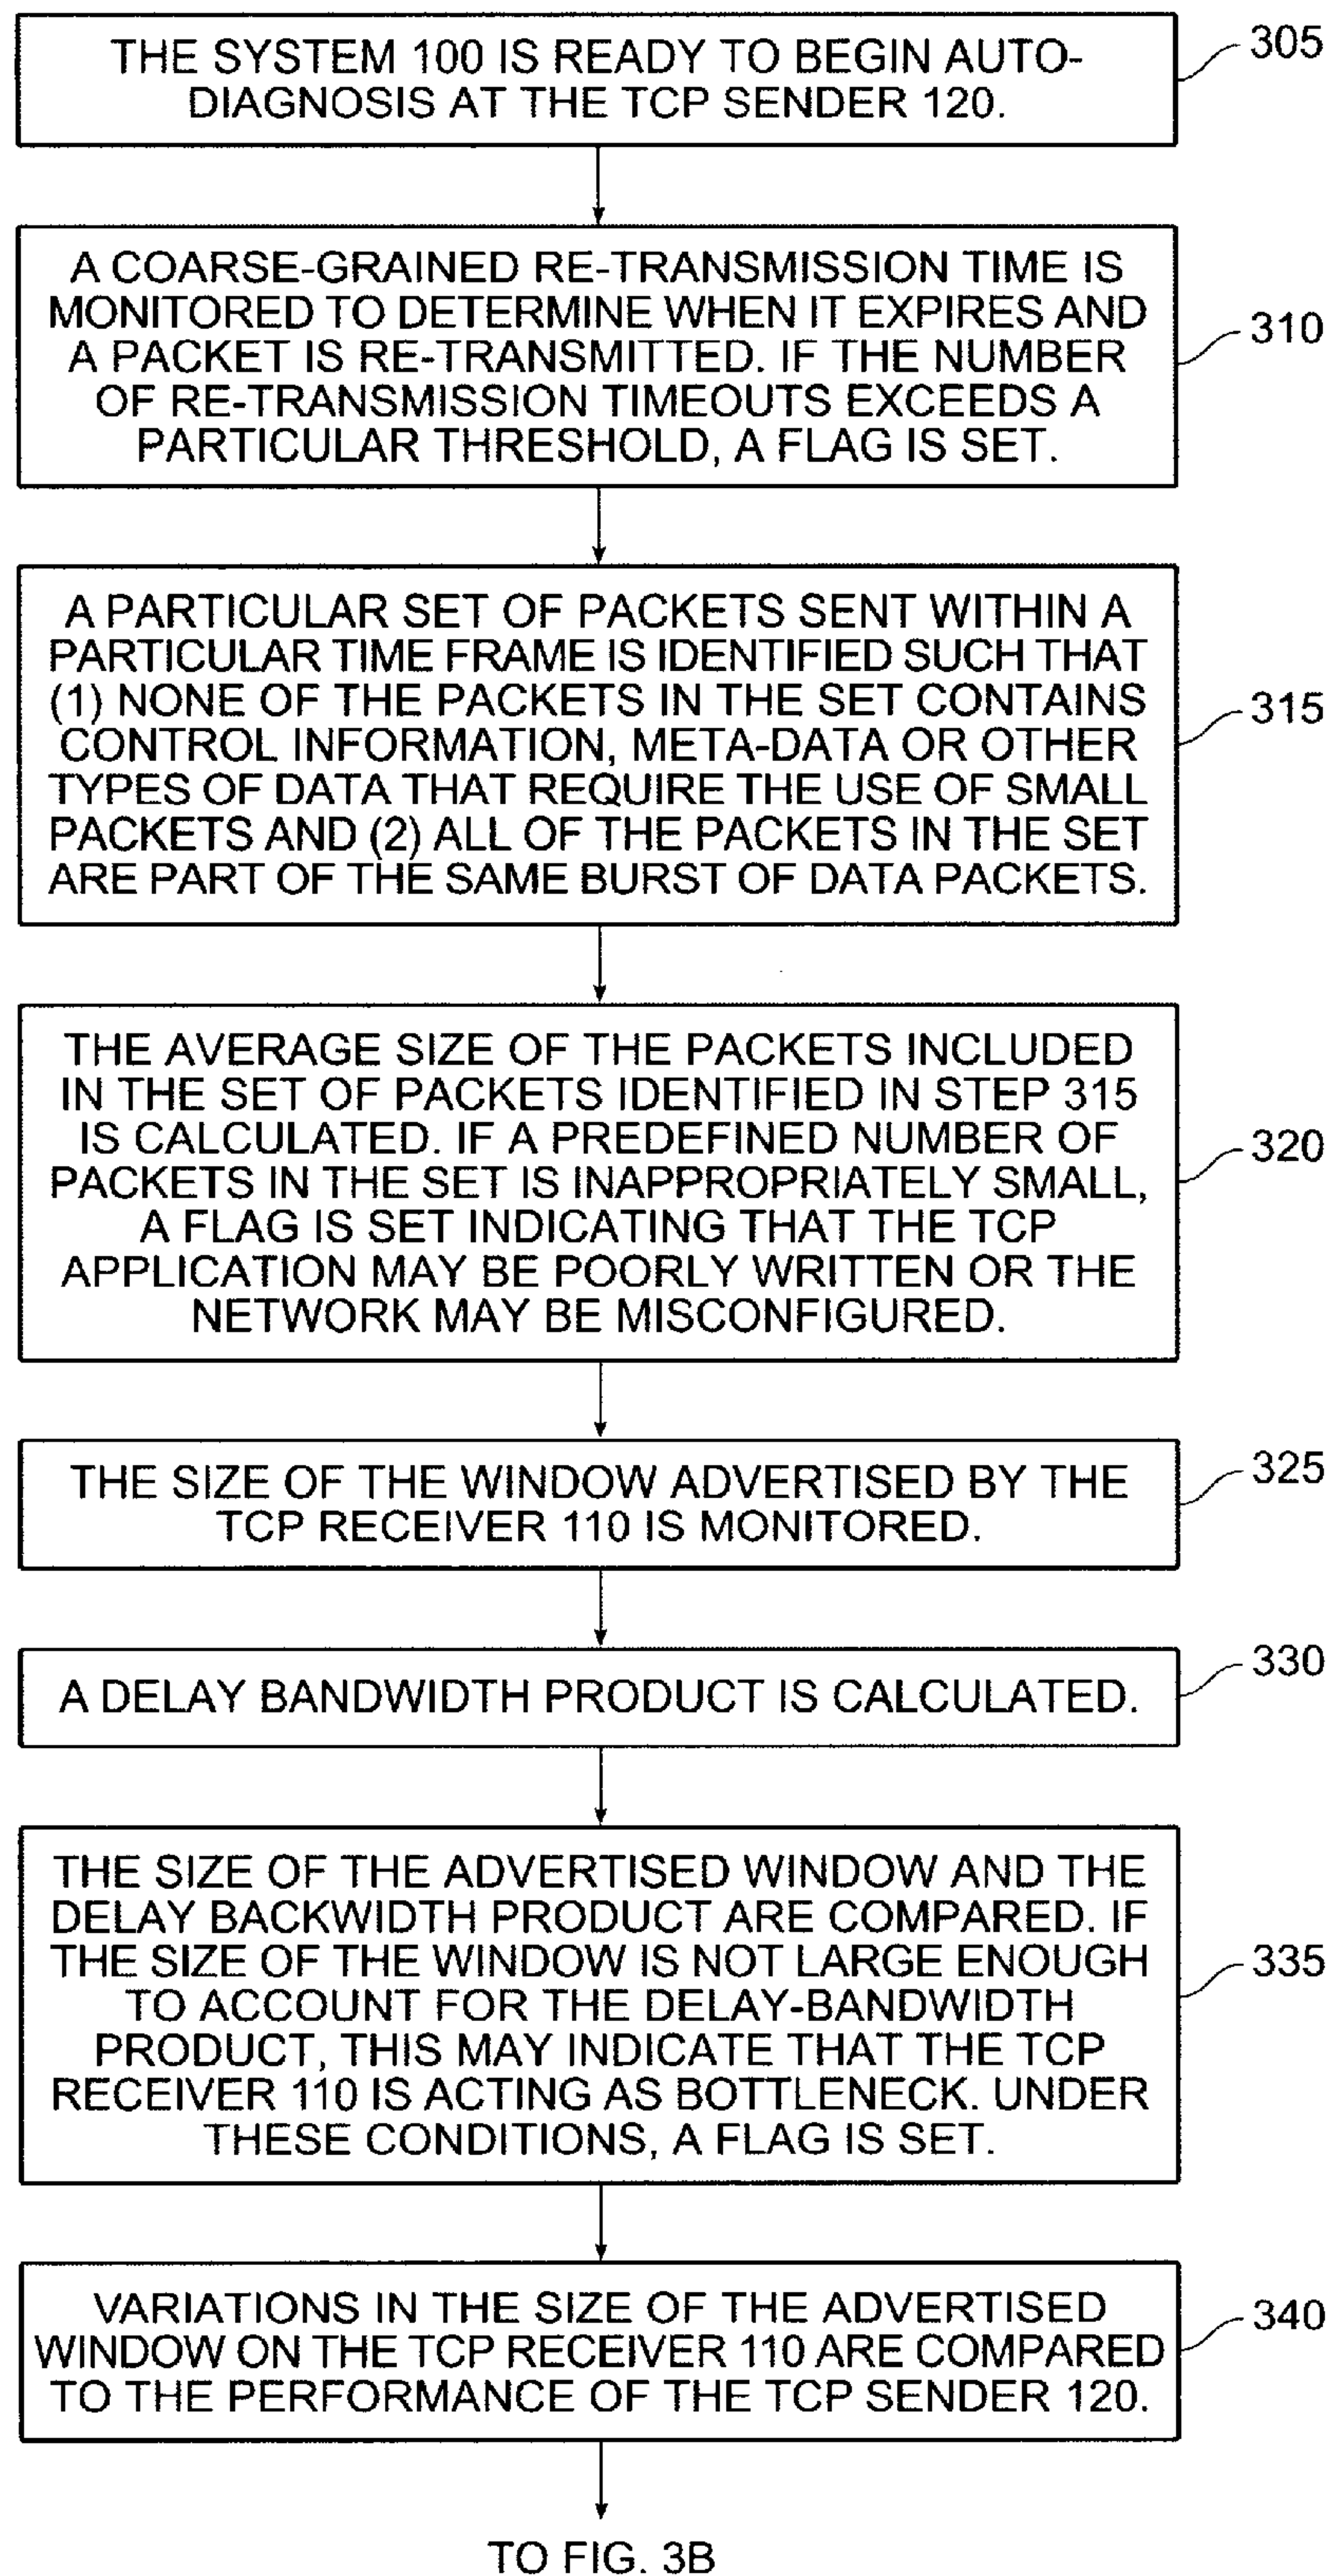 THE SYSTEM 100 IS READY TO BEGIN AUTO-
DIAGNOSIS AT THE TCP SENDER 120.
305
A COARSE-GRAINED RE-TRANSMISSION TIME IS
MONITORED TO DETERMINE WHEN IT EXPIRES AND
A PACKET IS RE-TRANSMITTED. IF THE NUMBER
OF RE-TRANSMISSION TIMEOUTS EXCEEDS A
PARTICULAR THRESHOLD, A FLAG IS SET.
310
A PARTICULAR SET OF PACKETS SENT WITHIN A
PARTICULAR TIME FRAME IS IDENTIFIED SUCH THAT
(1) NONE OF THE PACKETS IN THE SET CONTAINS
CONTROL INFORMATION, META-DATA OR OTHER
TYPES OF DATA THAT REQUIRE THE USE OF SMALL
PACKETS AND (2) ALL OF THE PACKETS IN THE SET
ARE PART OF THE SAME BURST OF DATA PACKETS.
315
THE AVERAGE SIZE OF THE PACKETS INCLUDED
IN THE SET OF PACKETS IDENTIFIED IN STEP 315
IS CALCULATED. IF A PREDEFINED NUMBER OF
PACKETS IN THE SET IS INAPPROPRIATELY SMALL,
A FLAG IS SET INDICATING THAT THE TCP
APPLICATION MAY BE POORLY WRITTEN OR THE
NETWORK MAY BE MISCONFIGURED.
320
THE SIZE OF THE WINDOW ADVERTISED BY THE
TCP RECEIVER 110 IS MONITORED.
325
A DELAY BANDWIDTH PRODUCT IS CALCULATED.
330
THE SIZE OF THE ADVERTISED WINDOW AND THE
DELAY BACKWIDTH PRODUCT ARE COMPARED. IF
THE SIZE OF THE WINDOW IS NOT LARGE ENOUGH
TO ACCOUNT FOR THE DELAY-BANDWIDTH
PRODUCT, THIS MAY INDICATE THAT THE TCP
RECEIVER 110 IS ACTING AS BOTTLENECK. UNDER
THESE CONDITIONS, A FLAG IS SET.
335
VARIATIONS IN THE SIZE OF THE ADVERTISED
WINDOW ON THE TCP RECEIVER 110 ARE COMPARED
TO THE PERFORMANCE OF THE TCP SENDER 120.
340
TO FIG. 3B